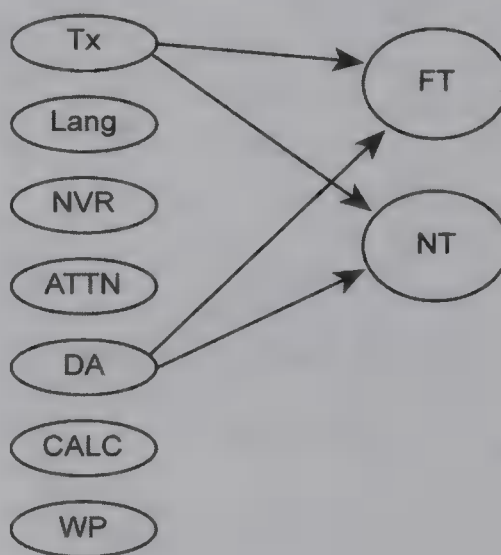 Tx
Lang
NVR
ATTN
DA
CALC
WP
FT
NT